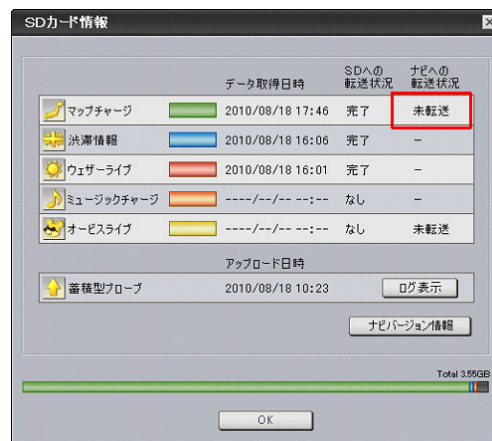 SDカード情報
データ取得日時 SDへの転送状況 ナビへの転送状況
マップチャージ 2010/08/18 17:46 完了 未転送
渋滞情報 2010/08/18 16:06 完了 -
ウェザーライブ 2010/08/18 16:01 完了 -
ミュージックチャージ ----/--/-- --:-- なし -
オービスライブ ----/--/-- --:-- なし 未転送
アップロード日時
蓄積型プローブ 2010/08/18 10:23 ログ表示
ナビバージョン情報
Total 3.55GB
OK